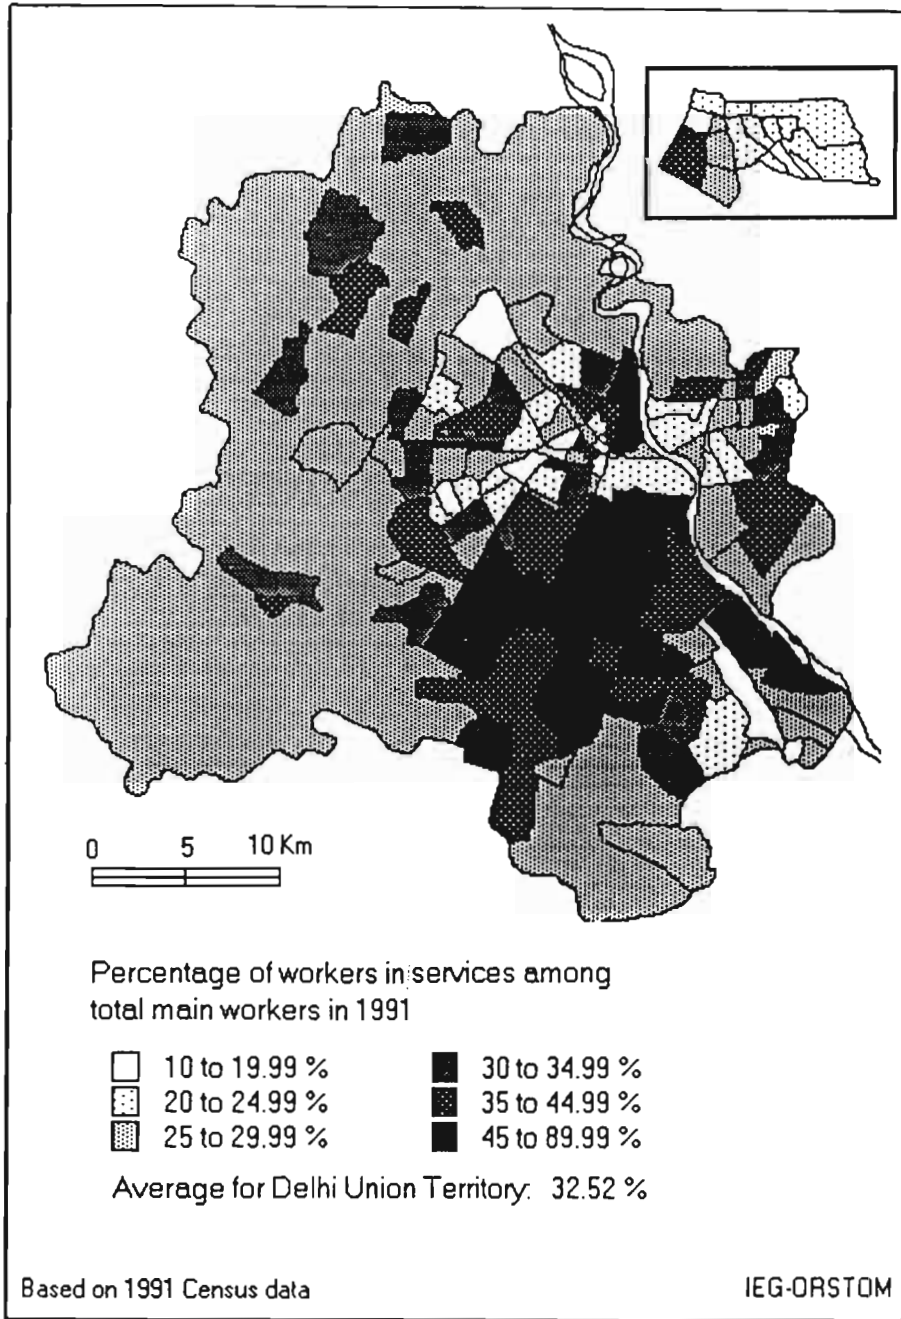 0 5 10 Km
Percentage of workers in services among
total main workers in 1991
10 to 19.99 %
20 to 24.99 %
25 to 29.99 %
30 to 34.99 %
35 to 44.99 %
45 to 89.99 %
Average for Delhi Union Territory: 32.52 %
Based on 1991 Census data
IEG-ORSTOM